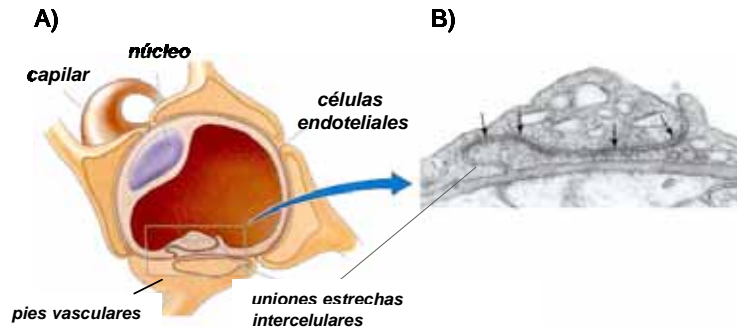 A)
B)
núcleo
capilar
células
endoteliales
pies vasculares
uniones estrechas
intercelulares